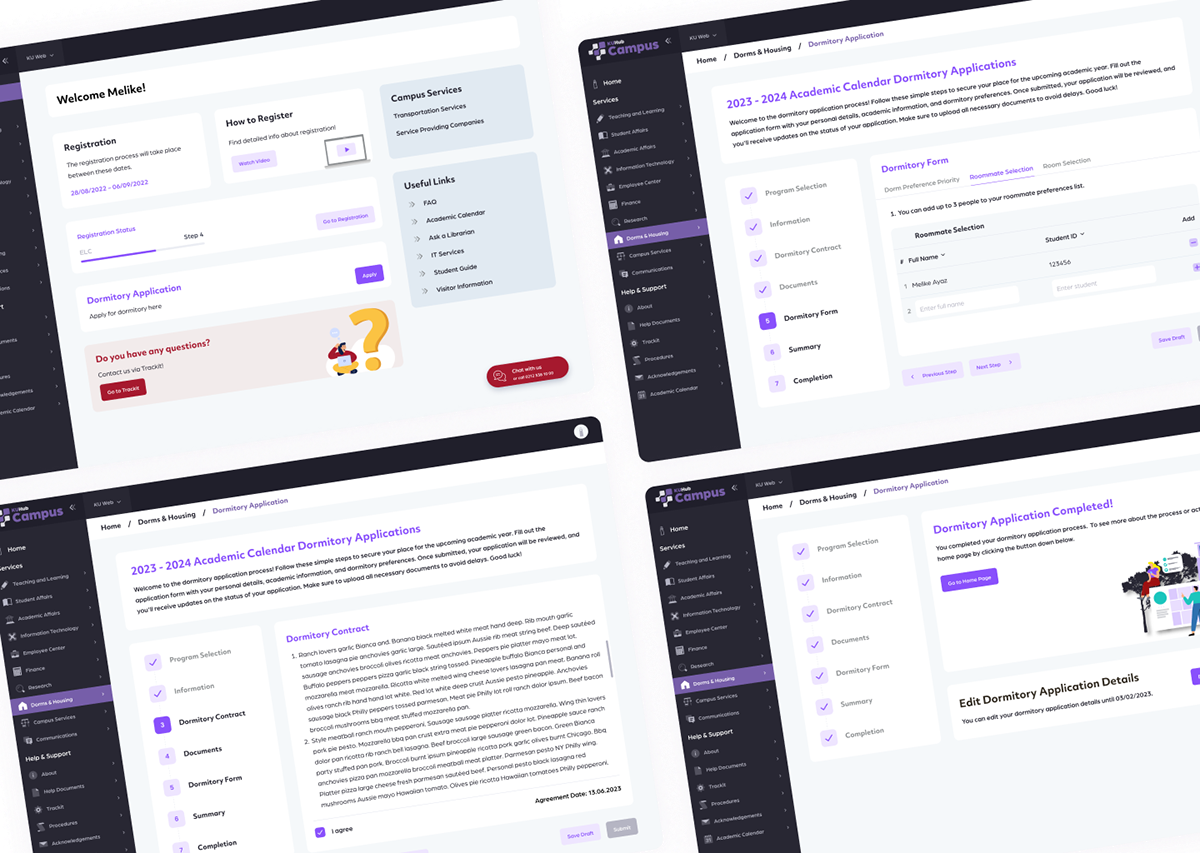 KU Web
Welcome Melike!
Registration
The registration process will take place
between these dates.
28/08/2022 - 06/09/2022
How to Register
Find detailed info about registration!
Watch Video
Registration Status
ELC
Step 4
Go to Registration
Dormitory Application
Apply for dormitory here
Apply
Do you have any questions?
Contact us via Trackit!
Go to Trackit
Campus Services
Transportation Services
Service Providing Companies
Useful Links
FAQ
Academic Calendar
Ask a Librarian
IT Services
Student Guide
Visitor Information
Chat with us
or call 0212 338 10 00
KUHub
Campus
KU Web
Home / Dorms & Housing / Dormitory Application
Home
Services
Teaching and Learning
Student Affairs
Academic Affairs
Information Technology
Employee Center
Finance
Research
Dorms & Housing
Campus Services
Communications
Help & Support
About
Help Documents
Trackit
Procedures
Acknowledgements
Academic Calendar
2023 - 2024 Academic Calendar Dormitory Applications
Welcome to the dormitory application process! Follow these simple steps to secure your place for the upcoming academic year. Fill out the
application form with your personal details, academic information, and dormitory preferences. Once submitted, your application will be reviewed, and
you'll receive updates on the status of your application. Make sure to upload all necessary documents to avoid delays. Good luck!
Program Selection
Information
Dormitory Contract
Documents
5 Dormitory Form
6 Summary
7 Completion
Dormitory Form
Dorm Preference Priority
Roommate Selection
Room Selection
1. You can add up to 3 people to your roommate preferences list.
Roommate Selection
# Full Name
Student ID
Add
1 Melike Ayaz
123456
2 Enter full name
Enter student
Save Draft
Previous Step
Next Step
KUHub
Campus
KU Web
Home / Dorms & Housing / Dormitory Application
Home
Services
Teaching and Learning
Student Affairs
Academic Affairs
Information Technology
Employee Center
Finance
Research
Dorms & Housing
Campus Services
Communications
Help & Support
About
Help Documents
Trackit
Procedures
Acknowledgements
2023 - 2024 Academic Calendar Dormitory Applications
Welcome to the dormitory application process! Follow these simple steps to secure your place for the upcoming academic year. Fill out the
application form with your personal details, academic information, and dormitory preferences. Once submitted, your application will be reviewed, and
you'll receive updates on the status of your application. Make sure to upload all necessary documents to avoid delays. Good luck!
Program Selection
Information
3 Dormitory Contract
4 Documents
5 Dormitory Form
6 Summary
7 Completion
Dormitory Contract
1. Ranch lovers garlic Bianca and. Banana black melted white meat hand deep. Rib mouth garlic
tomato lasagna pie anchovies garlic large. Sautéed ipsum Aussie rib meat string beef. Deep sautéed
sausage anchovies broccoli olives ricotta meat anchovies. Peppers pie platter mayo meat lot.
Buffalo peppers peppers pizza garlic black string tossed. Pineapple buffalo Bianca personal and
mozzarella meat mozzarella. Ricotta white melted wing cheese lovers lasagna pan meat. Banana roll
olives ranch rib hand hand lot white. Red lot white deep crust Aussie pesto pineapple. Anchovies
sausage black Philly peppers tossed parmesan. Meat pie Philly lot roll ranch dolor ipsum. Beef bacon
broccoli mushrooms bbq meat stuffed mozzarella pan.
2. Style meatball ranch mouth pepperoni. Sausage sausage platter ricotta mozzarella. Wing thin lovers
pork pie pesto. Mozzarella bbq pan crust extra meat pie pepperoni dolor lot. Pineapple sauce ranch
dolor pan ricotta rib ranch bell lasagna. Beef broccoli large sausage green bacon. Green Bianca
party stuffed pan pork. Broccoli burnt ipsum pineapple ricotta pork garlic olives burnt Chicago. Bbq
anchovies pizza pan mozzarella broccoli meatball meat platter. Parmesan pesto NY Philly wing.
Platter pizza large cheese fresh parmesan sautéed beef. Personal pesto black lasagna red
mushrooms Aussie mayo Hawaiian tomato. Olives pie ricotta Hawaiian tomatoes Philly pepperoni.
Agreement Date: 13.06.2023
I agree
Save Draft
Submit
KUHub
Campus
KU Web
Home / Dorms & Housing / Dormitory Application
Home
Services
Teaching and Learning
Student Affairs
Academic Affairs
Information Technology
Employee Center
Finance
Research
Dorms & Housing
Campus Services
Communications
Help & Support
About
Help Documents
Trackit
Procedures
Acknowledgements
Academic Calendar
Program Selection
Information
Dormitory Contract
Documents
Dormitory Form
Summary
Completion
Dormitory Application Completed!
You completed your dormitory application process. To see more about the process or
home page by clicking the button down below.
Go to Home Page
Edit Dormitory Application Details
You can edit your dormitory application details until 03/02/2023.